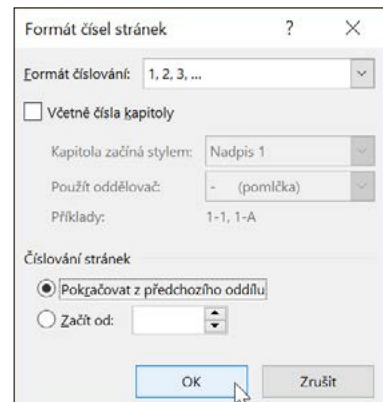 Formát čísel stránek ?
Formát číslování: 1, 2, 3, ...
Včetně čísla kapitoly
Kapitola začíná stylem: Nadpis 1
Použít oddělovač: - (pomlčka)
Příklady: 1-1, 1-A
Číslování stránek
Pokračovat z předchozího oddílu
Začít od:
OK Zrušit